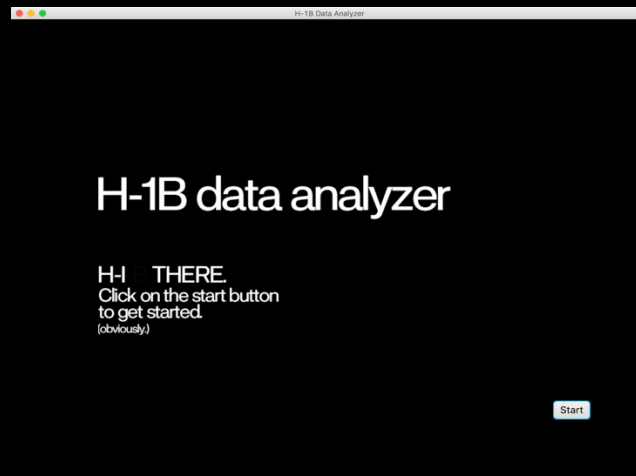 H-1B Data Analyzer
H-1B data analyzer
H-I B THERE.
Click on the start button
to get started.
(obviously.)
Start